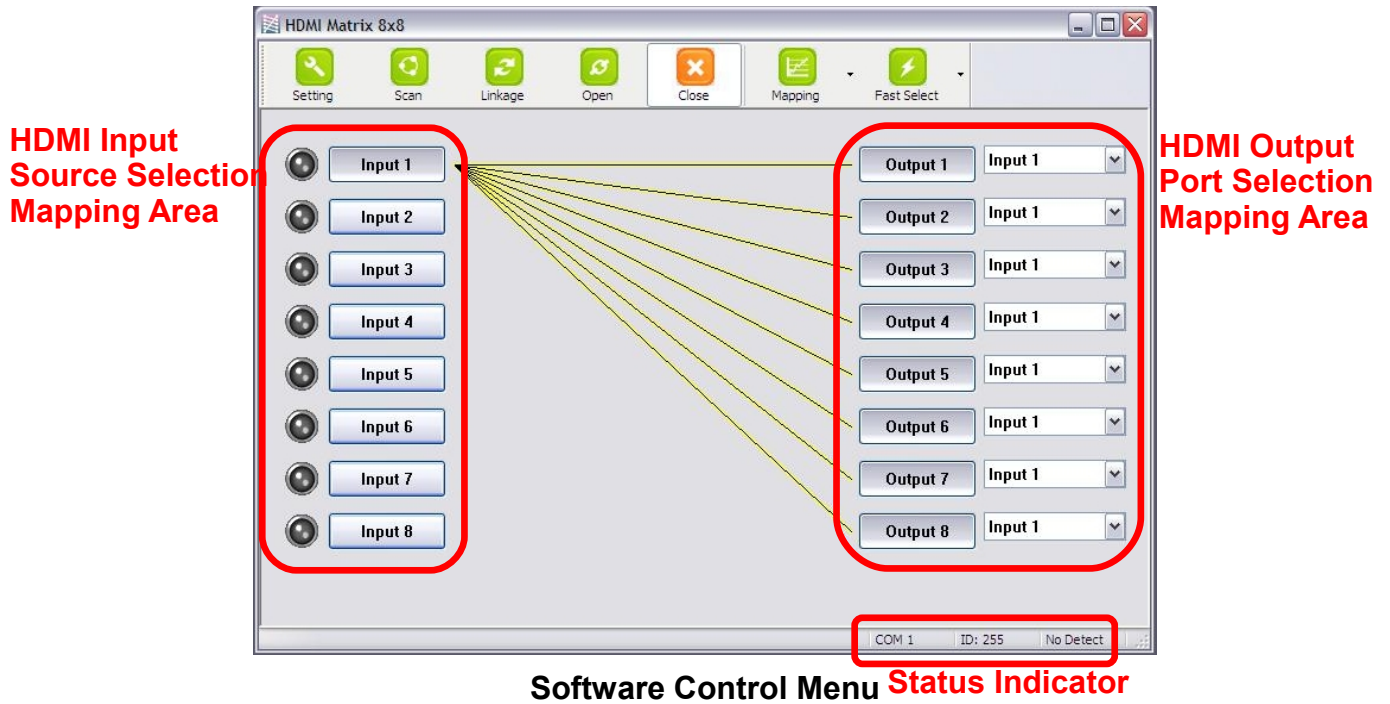 HDMI Matrix 8x8
Setting Scan Linkage Open Close Mapping Fast Select
HDMI Input
Source Selection
Mapping Area
HDMI Output
Port Selection
Mapping Area
Input 1 Output 1 Input 1
Input 2 Output 2 Input 1
Input 3 Output 3 Input 1
Input 4 Output 4 Input 1
Input 5 Output 5 Input 1
Input 6 Output 6 Input 1
Input 7 Output 7 Input 1
Input 8 Output 8 Input 1
COM 1 ID: 255 No Detect
Software Control Menu Status Indicator